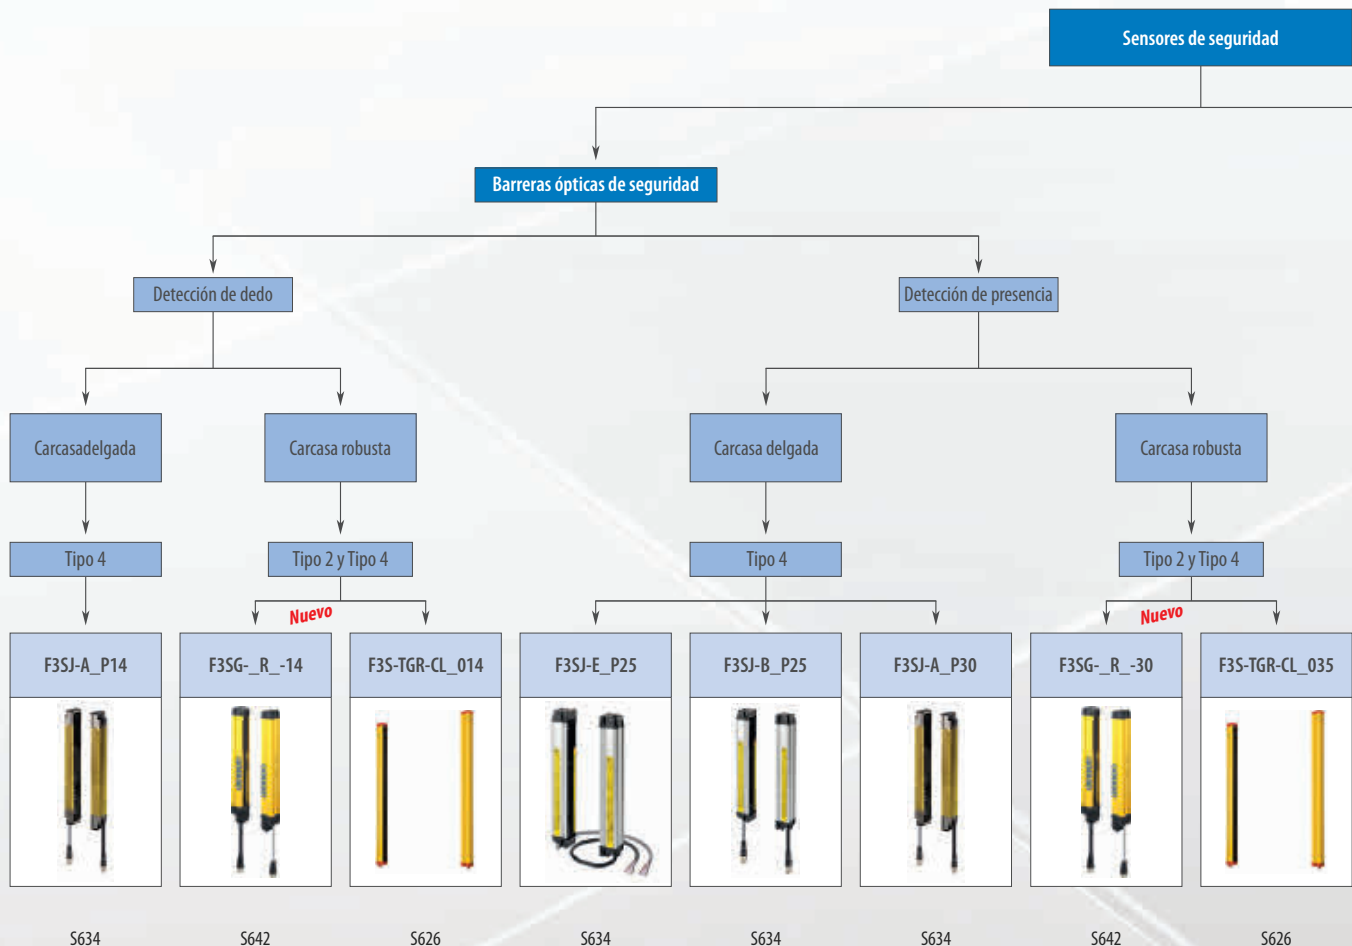 Sensores de seguridad
Barreras ópticas de seguridad
Detección de dedo
Detección de presencia
Carcasadelgada
Carcasa robusta
Carcasa delgada
Carcasa robusta
Tipo 4
Tipo 2 y Tipo 4
Tipo 4
Tipo 2 y Tipo 4
Nuevo
Nuevo
F3SJ-A_P14
F3SG-_R_-14
F3S-TGR-CL_014
F3SJ-E_P25
F3SJ-B_P25
F3SJ-A_P30
F3SG-_R_-30
F3S-TGR-CL_035
S634
S642
S626
S634
S634
S634
S642
S626